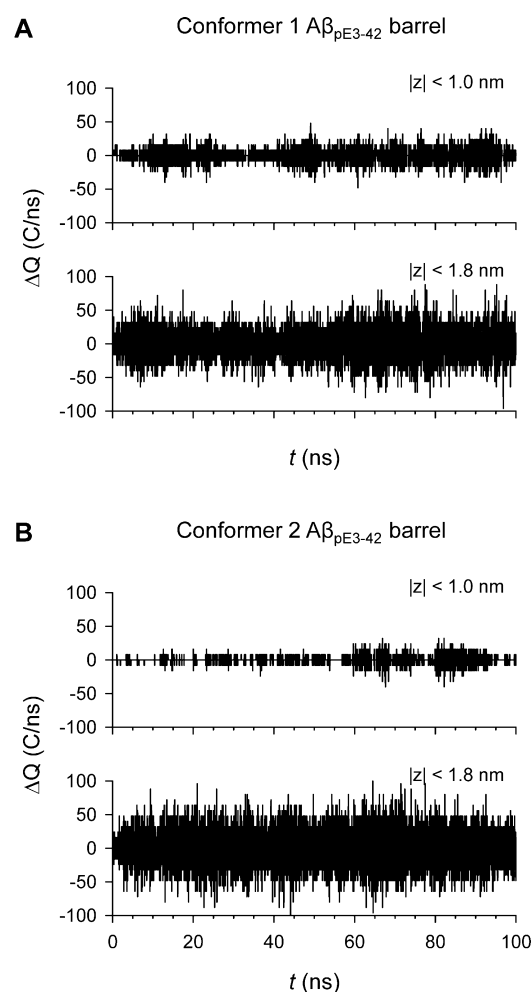 A
Conformer 1 AβpE3-42 barrel
|z| < 1.0 nm
100
50
0
-50
-100
ΔQ (C/ns)
|z| < 1.8 nm
100
50
0
-50
-100
t (ns)
B
Conformer 2 AβpE3-42 barrel
|z| < 1.0 nm
100
50
0
-50
-100
ΔQ (C/ns)
|z| < 1.8 nm
100
50
0
-50
-100
0 20 40 60 80 100
t (ns)